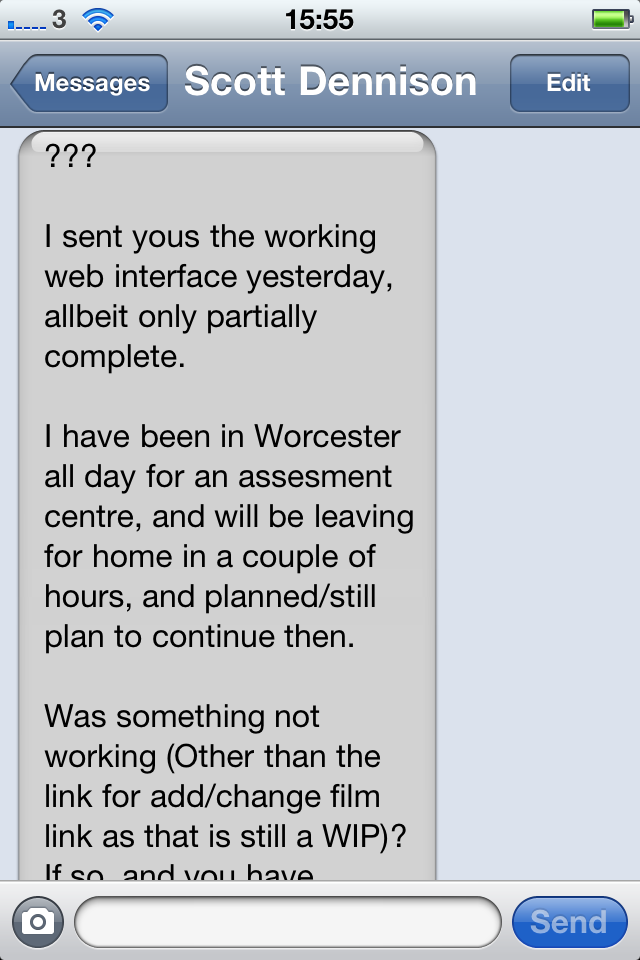 3 15:55
Messages Scott Dennison Edit
???
I sent yous the working
web interface yesterday,
allbeit only partially
complete.
I have been in Worcester
all day for an assesment
centre, and will be leaving
for home in a couple of
hours, and planned/still
plan to continue then.
Was something not
working (Other than the
link for add/change film
link as that is still a WIP)?
If so, and you have
Send